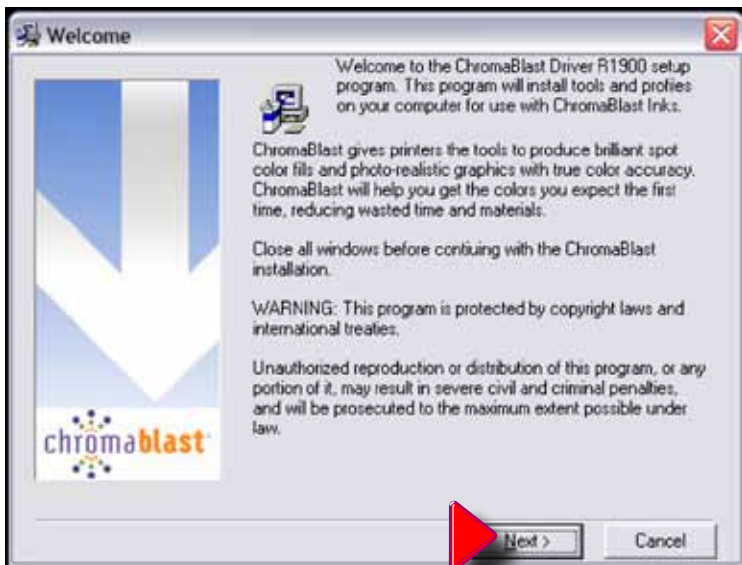 Welcome
Welcome to the ChromaBlast Driver R1900 setup
program. This program will install tools and profiles
on your computer for use with ChromaBlast Inks.
ChromaBlast gives printers the tools to produce brilliant spot
color fills and photo-realistic graphics with true color accuracy.
ChromaBlast will help you get the colors you expect the first
time, reducing wasted time and materials.
Close all windows before contiuing with the ChromaBlast
installation.
WARNING: This program is protected by copyright laws and
international treaties.
Unauthorized reproduction or distribution of this program, or any
portion of it, may result in severe civil and criminal penalties,
and will be prosecuted to the maximum extent possible under
law.
chromablast
Next >
Cancel